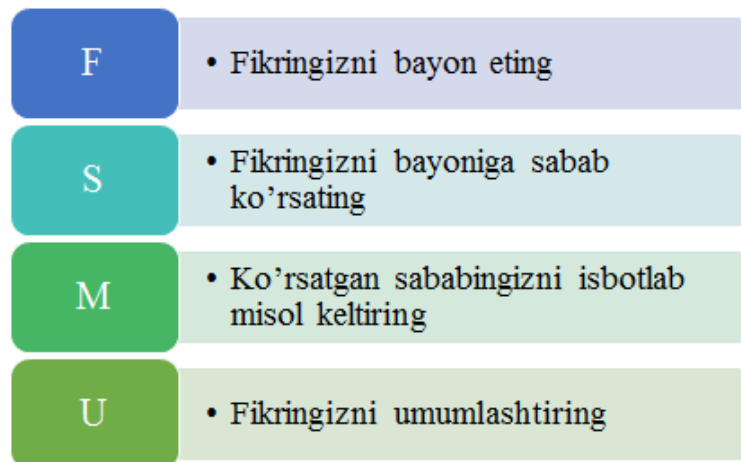 F
• Fikringizni bayon eting
S
• Fikringizni bayoniga sabab
ko’rsating
M
• Ko’rsatgan sababingizni isbotlab
misol keltiring
U
• Fikringizni umumlashtiring